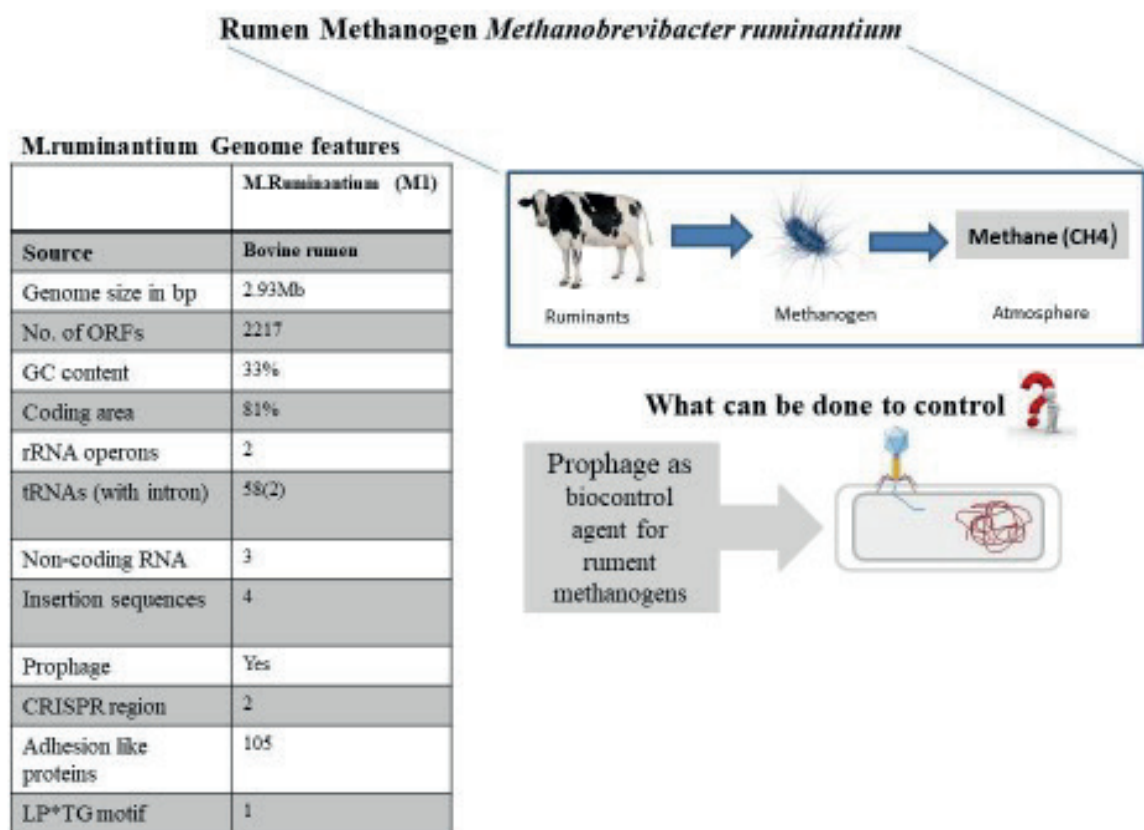 Rumen Methanogen Methanobrevibacter ruminantium
M.ruminantium Genome features
M.Ruminantium (M1)
Source Bovine rumen
Genome size in bp 2.93Mb
No. of ORFs 2217
GC content 33%
Coding area 81%
rRNA operons 2
tRNAs (with intron) 58(2)
Non-coding RNA 3
Insertion sequences 4
Prophage Yes
CRISPR region 2
Adhesion like 105
proteins
LP*TG motif 1
Methane (CH4)
Ruminants Methanogen Atmosphere
What can be done to control ?
Prophage as
biocontrol
agent for
rument
methanogens